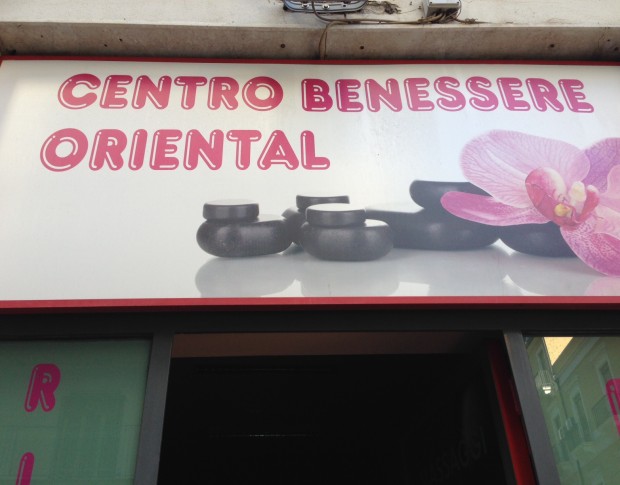 CENTRO BENESSERE
ORIENTAL
R
I